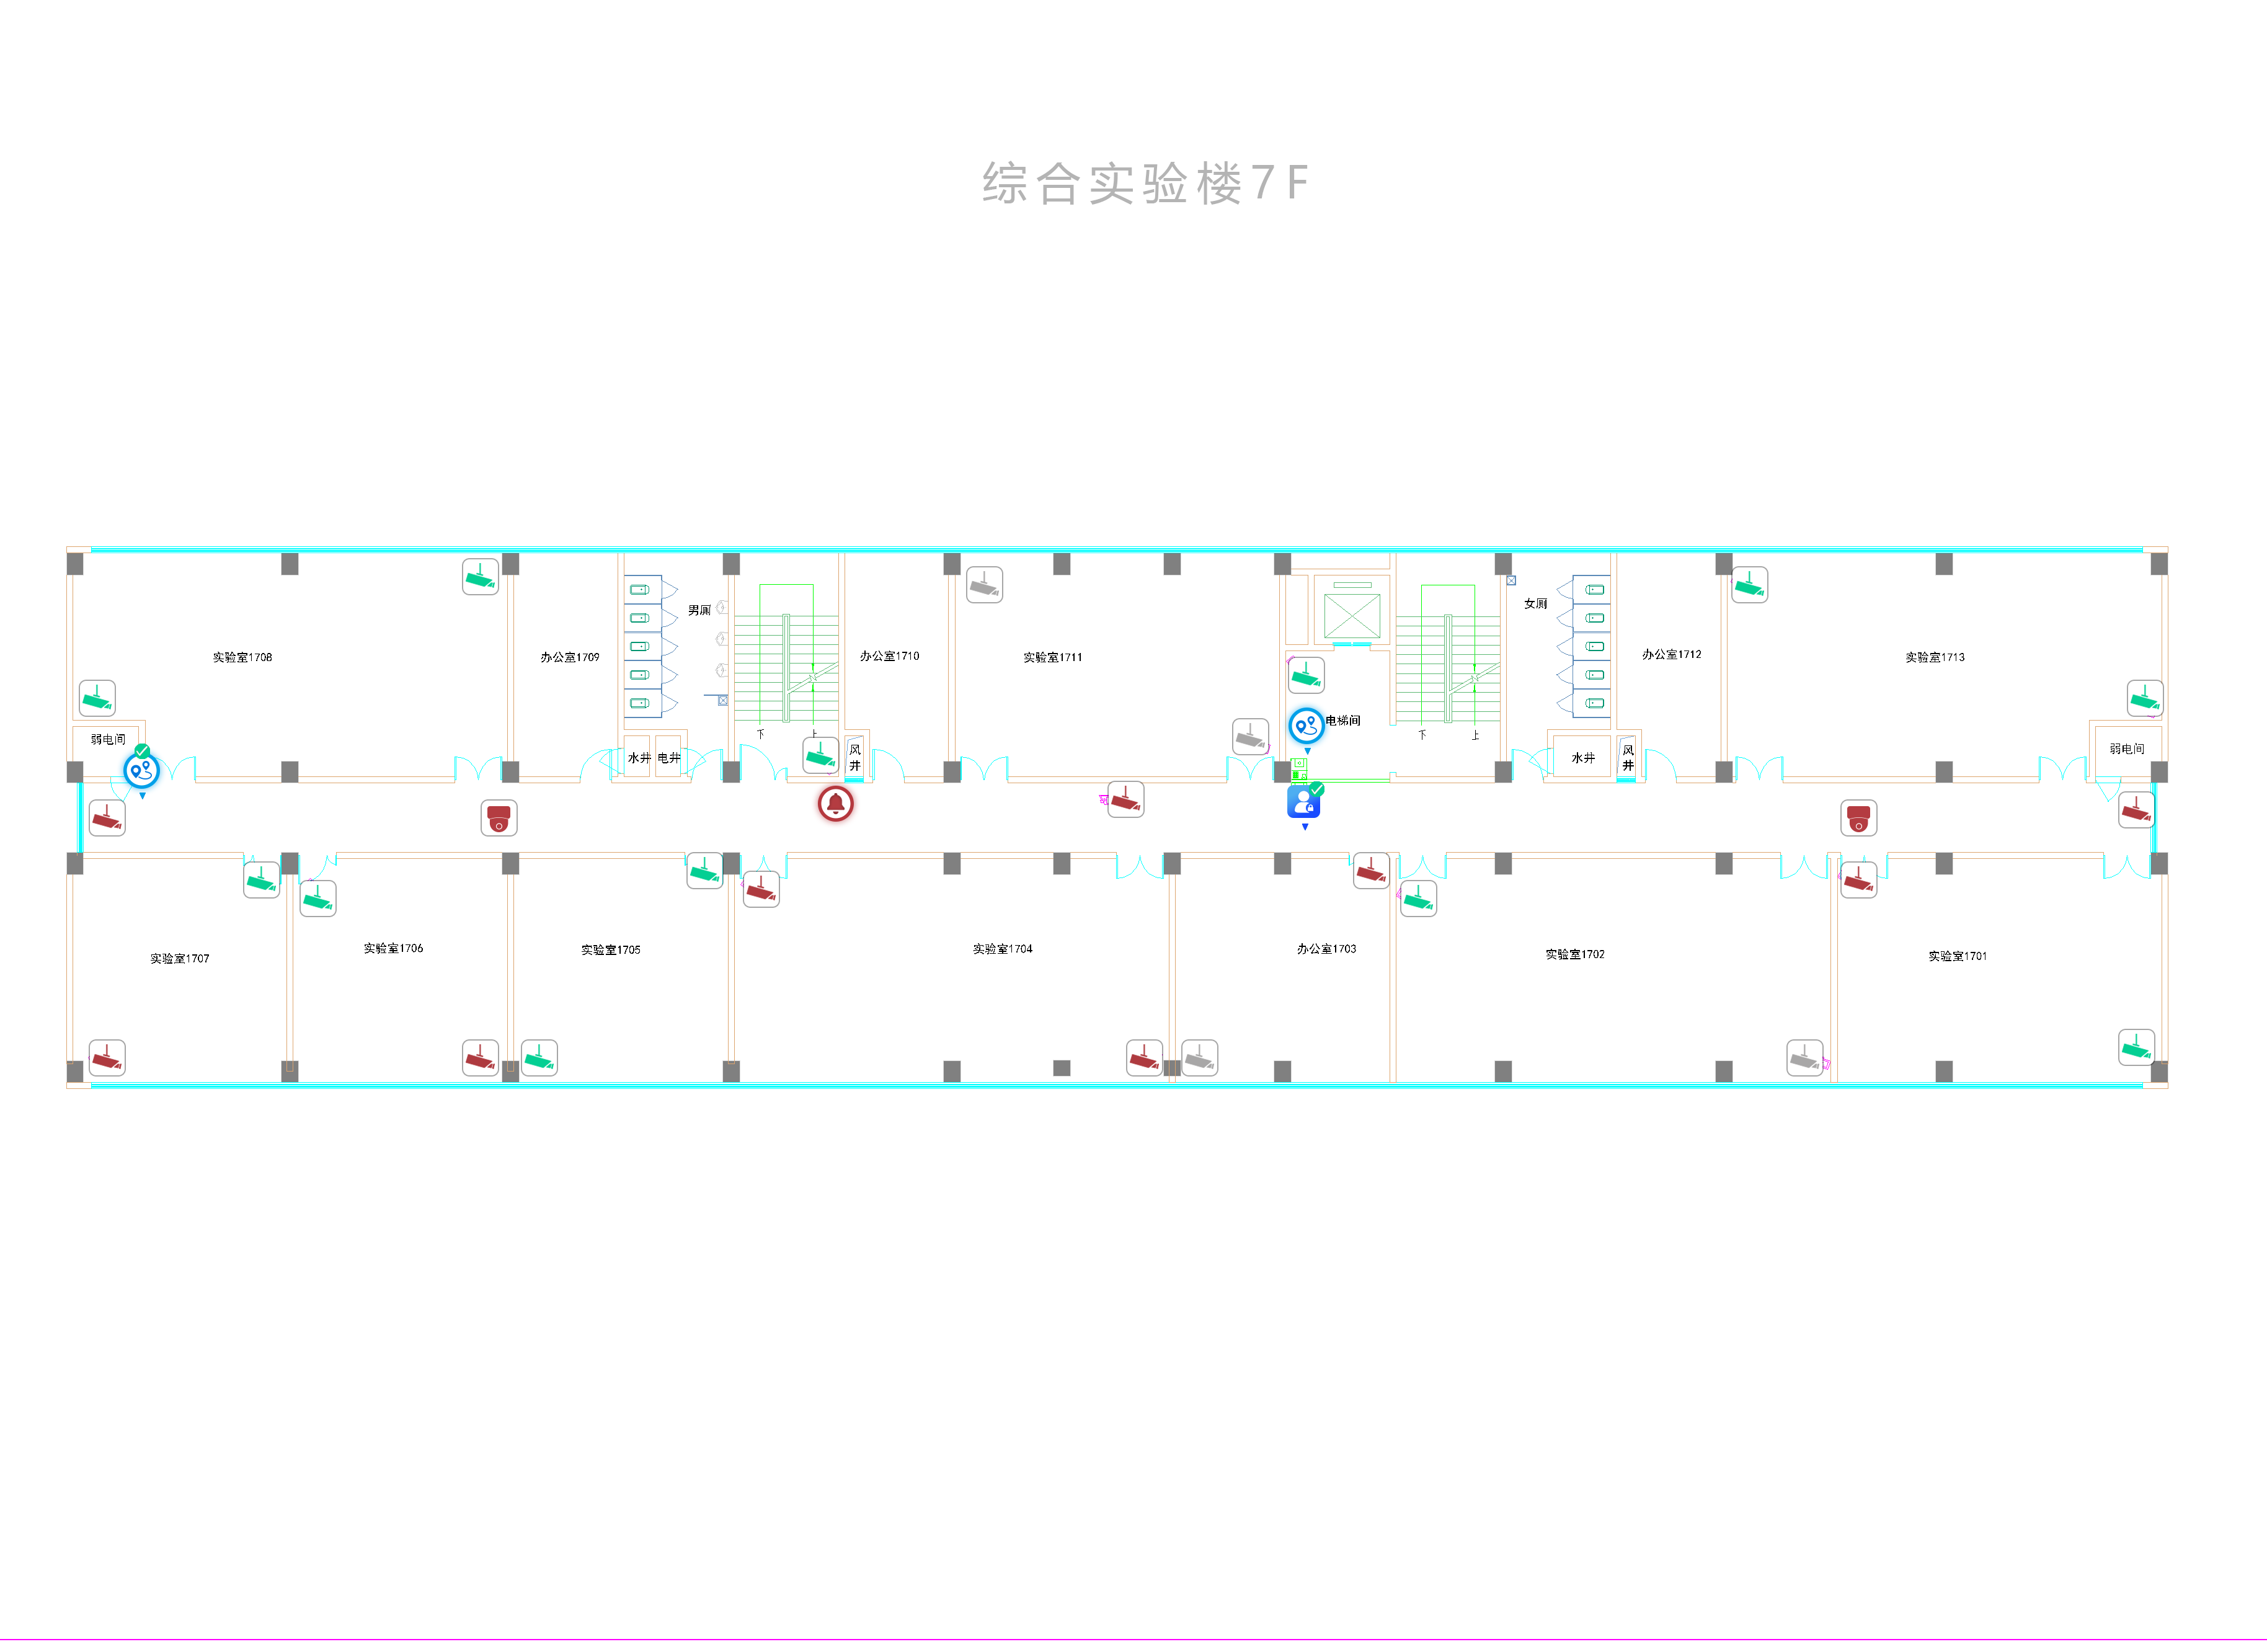 综合实验楼7F
男厕
女厕
实验室1708
办公室1709
办公室1710
实验室1711
办公室1712
实验室1713
电梯间
下
上
下
上
弱电间
水井
电井
风井
水井
风井
弱电间
实验室1707
实验室1706
实验室1705
实验室1704
办公室1703
实验室1702
实验室1701